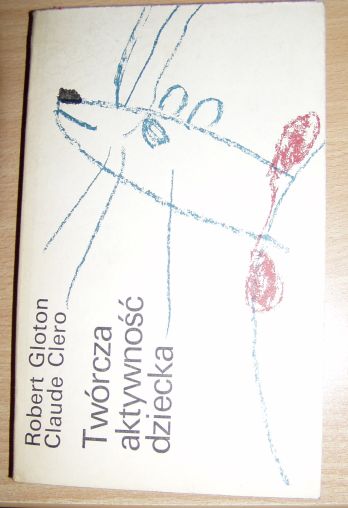 Robert Gloton
Claude Clero
Twórcza
aktywność
dziecka